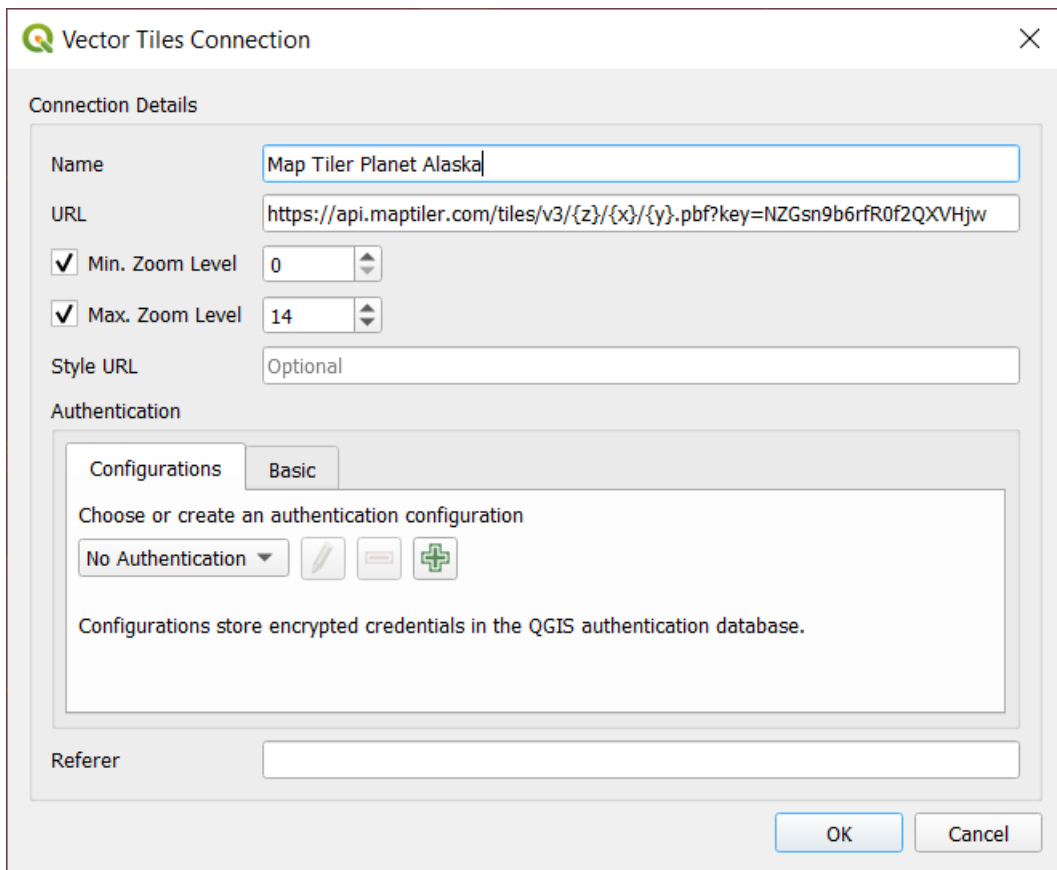 Vector Tiles Connection
Connection Details
Name Map Tiler Planet Alaska
URL https://api.maptiler.com/tiles/v3/{z}/{x}/{y}.pbf?key=NZGsn9b6rfR0f2QXVHjw
Min. Zoom Level 0
Max. Zoom Level 14
Style URL Optional
Authentication
Configurations Basic
Choose or create an authentication configuration
No Authentication
Configurations store encrypted credentials in the QGIS authentication database.
Referer
OK Cancel